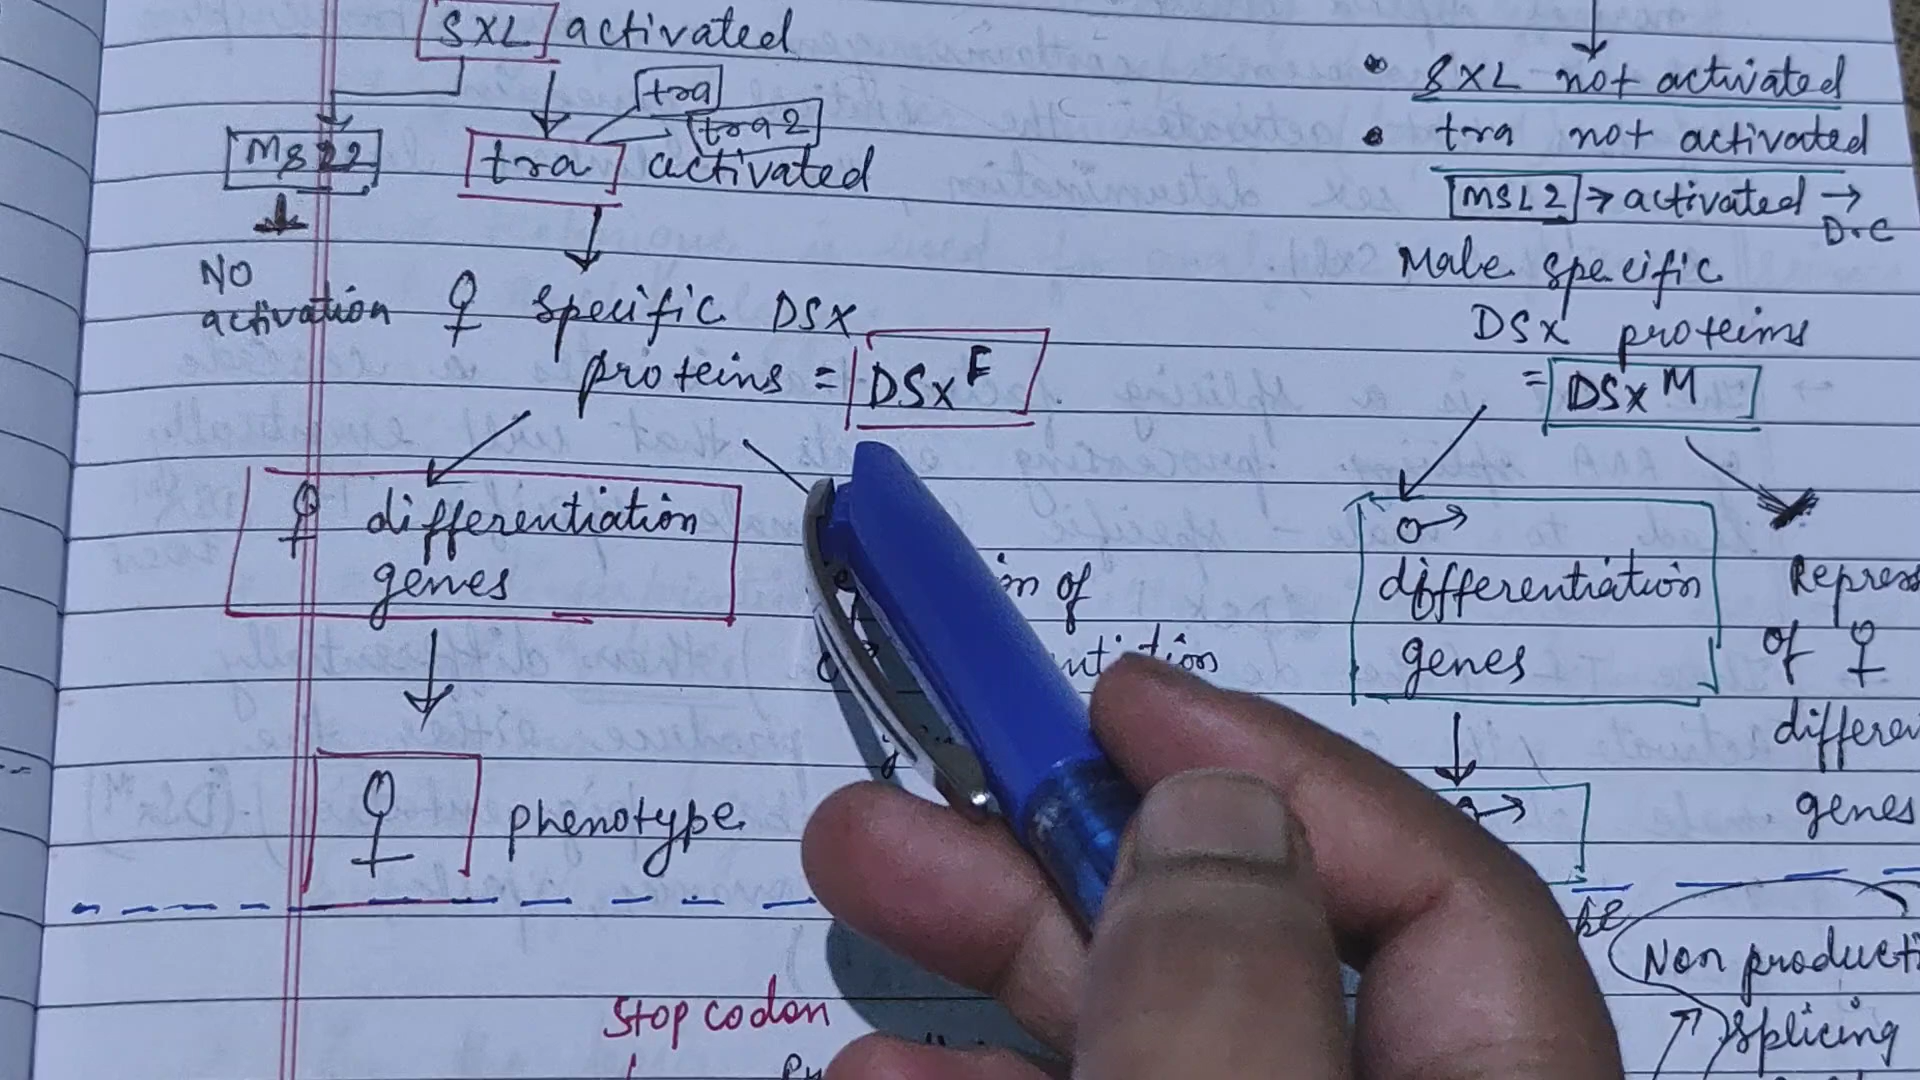 SXL activated
tra
tra2
tra activated
NO
activation
♀ specific DSX
proteins = DSX^F
♀ differentiation
genes
♀ phenotype
of
Stop codon
• SXL not activated
• tra not activated
MSL2 → activated →
D.C
Male specific
DSX proteins
= DSX^M
differentiation
genes
Repress
of ♀
differen
genes
Non producti
splicing